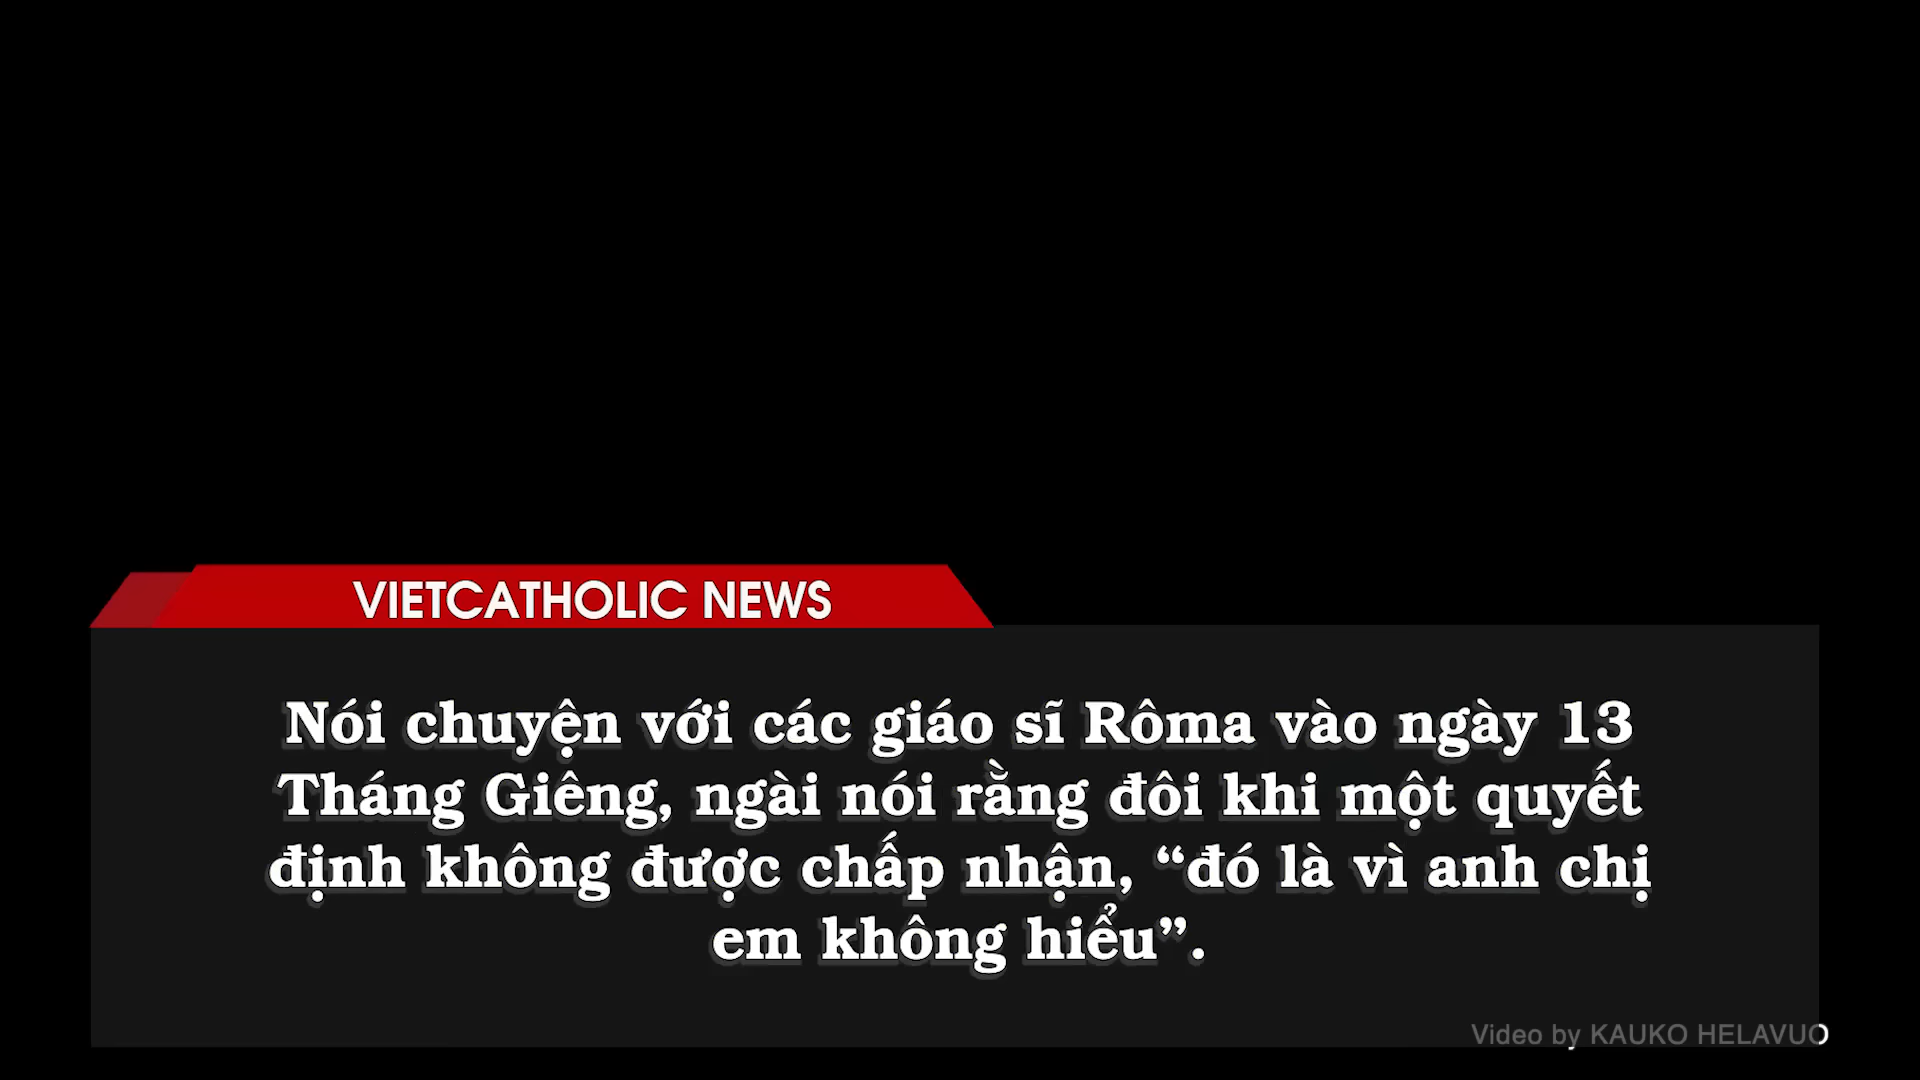 VIETCATHOLIC NEWS
Nói chuyện với các giáo sĩ Rôma vào ngày 13
Tháng Giêng, ngài nói rằng đôi khi một quyết
định không được chấp nhận, “đó là vì anh chị
em không hiểu”.
Video by KAUKO HELAVUO